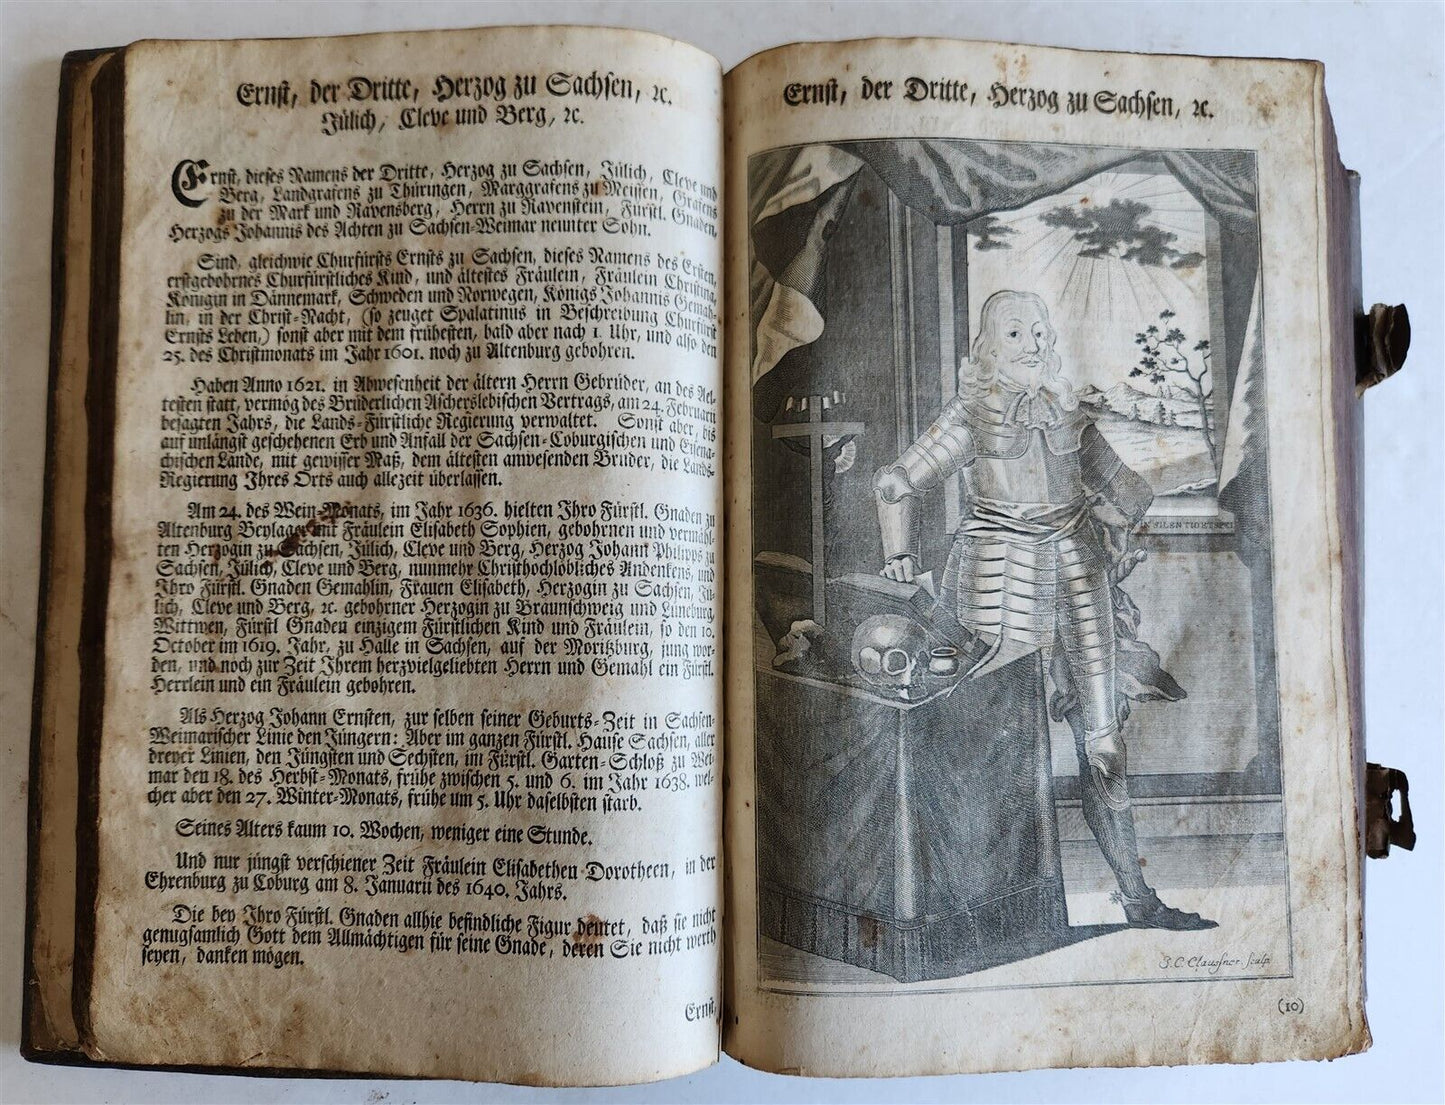 Ernst, der Dritte, Herzog zu Sachsen, ꝛc.
Jülich, Cleve und Berg, ꝛc.
Ernst, dieses Namens der Dritte, Herzog zu Sachsen, Jülich, Cleve und
Berg, Landgrafens zu Thüringen, Marggrafens zu Meissen, Grafens
zu der Mark und Ravensberg, Herrn zu Ravenstein, Fürstl. Gnaden,
Herzogs Johannis des Achten zu Sachsen-Weimar neunter Sohn.
Sind, gleichwie Churfürsts Ernsts zu Sachsen, dieses Namens des Ersten,
erstgebohrnes Churfürstliches Kind, und ältestes Fräulein, Fräulein Christina,
Königin in Dännemark, Schweden und Norwegen, Königs Johannis Gemah-
lin, in der Christ-Nacht, (so zeuget Spalatinus in Beschreibung Churfürst
Ernsts Leben,) sonst aber mit dem frühesten, bald aber nach 1. Uhr, und also den
25. des Christmonats im Jahr 1601. noch zu Altenburg gebohren.
Haben Anno 1621. in Abwesenheit der ältern Herrn Gebrüder, an des Ael-
testen statt, vermög des Brüderlichen Ascherslebischen Vertrags, am 24. Februarii
besagten Jahrs, die Lands-Fürstliche Regierung verwaltet. Sonst aber, bis
auf unlängst geschehenen Erb und Anfall der Sachsen-Coburgischen und Eisena-
chischen Lande, mit gewisser Maß, dem ältesten anwesenden Bruder, die Lands-
Regierung Ihres Orts auch allezeit überlassen.
Am 24. des Wein-Monats, im Jahr 1636. hielten Ihro Fürstl. Gnaden zu
Altenburg Beylager mit Fräulein Elisabeth Sophien, gebohrnen und vermähl-
ten Herzogin zu Sachsen, Jülich, Cleve und Berg, Herzog Johann Philipps zu
Sachsen, Jülich, Cleve und Berg, nunmehr Christhochlöbliches Andenkens, und
Ihro Fürstl. Gnaden Gemahlin, Frauen Elisabeth, Herzogin zu Sachsen, Jü-
lich, Cleve und Berg, ꝛc. gebohrner Herzogin zu Braunschweig und Lüneburg,
Wittwen, Fürstl Gnaden einzigem Fürstlichen Kind und Fräulein, so den 10.
October im 1619. Jahr, zu Halle in Sachsen, auf der Moritzburg, jung wor-
den, und noch zur Zeit Ihrem herzvielgeliebten Herrn und Gemahl ein Fürstl.
Herrlein und ein Fräulein gebohren.
Als Herzog Johann Ernsten, zur selben seiner Geburts-Zeit in Sachsen-
Weimarischer Linie den Jüngern: Aber im ganzen Fürstl. Hause Sachsen, aller
dreyer Linien, den Jüngsten und Sechsten, im Fürstl. Garten-Schloß zu Wei-
mar den 18. des Herbst-Monats, frühe zwischen 5. und 6. im Jahr 1638. wel-
cher aber den 27. Winter-Monats, frühe um 5. Uhr daselbsten starb.
Seines Alters kaum 10. Wochen, weniger eine Stunde.
Und nur jüngst verschiener Zeit Fräulein Elisabethen Dorotheen, in der
Ehrenburg zu Coburg am 8. Januarii des 1640. Jahrs.
Die bey Ihro Fürstl. Gnaden allhie befindliche Figur deutet, daß sie nicht
genugsamlich Gott dem Allmächtigen für seine Gnade, deren Sie nicht werth
seyen, danken mögen.
Ernst,
Ernst, der Dritte, Herzog zu Sachsen, ꝛc.
IN SILENTIO ET SPE
J. C. Claussner. sculp
(10)